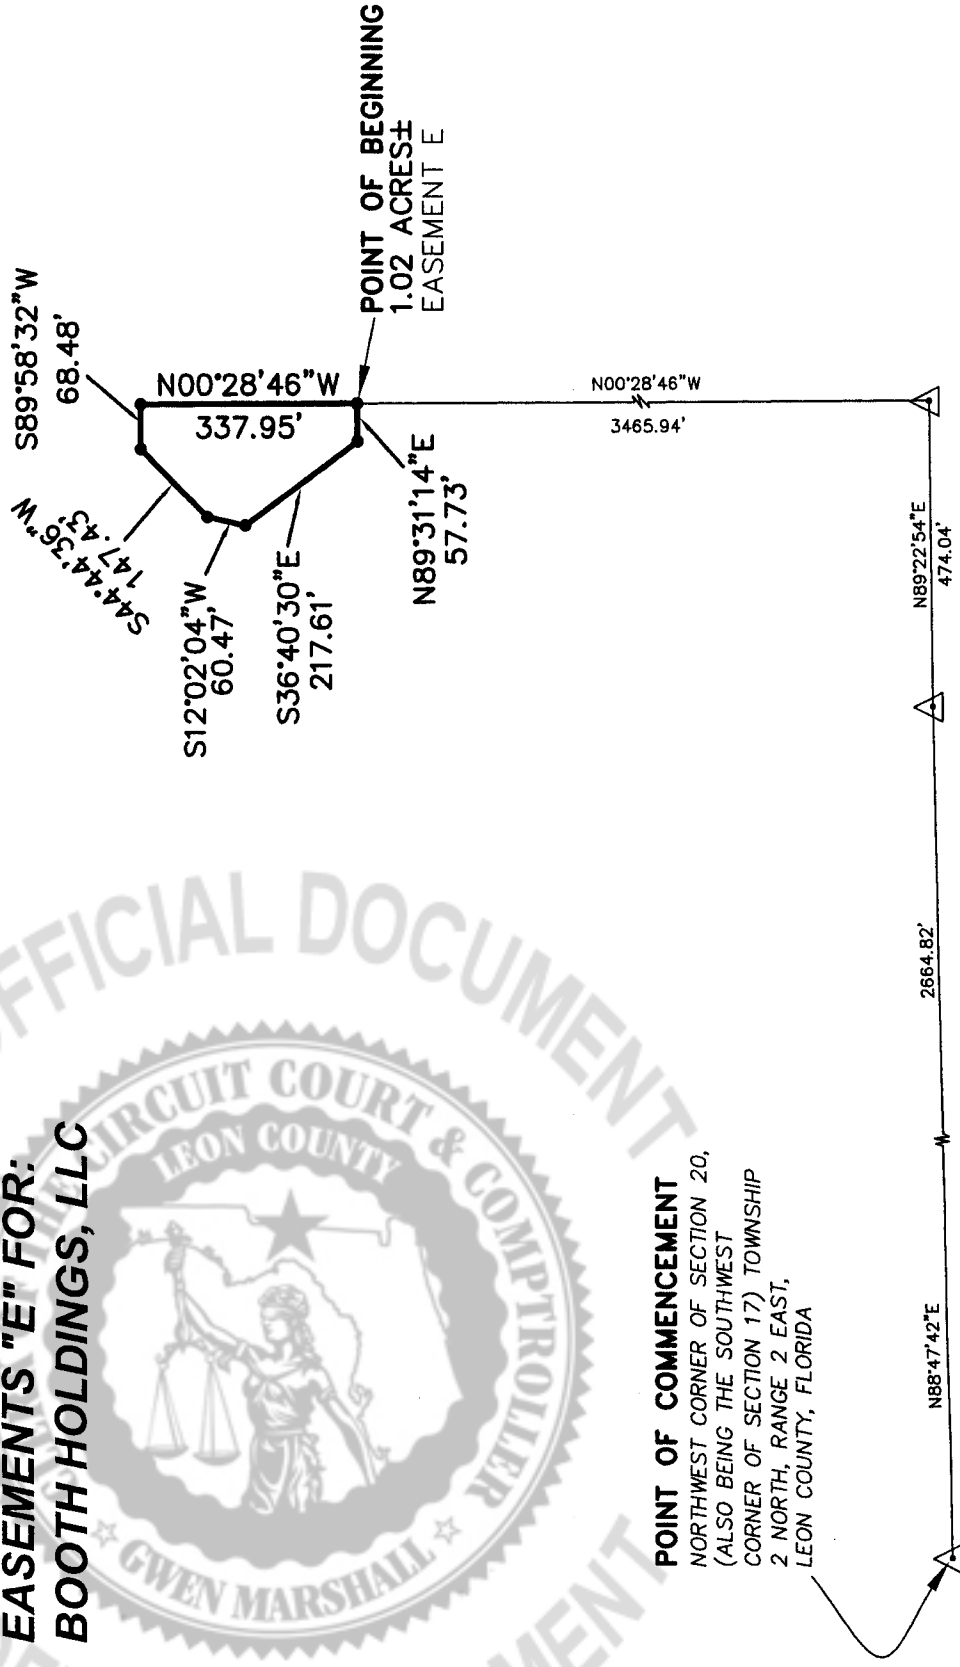 EASEMENTS "E" FOR:
BOOTH HOLDINGS, LLC
S89°58'32"W
68.48'
N00°28'46"W
337.95'
S44°44'36"W
147.43'
S12°02'04"W
60.47'
S36°40'30"E
217.61'
N89°31'14"E
57.73'
POINT OF BEGINNING
1.02 ACRES±
EASEMENT E
N00°28'46"W
3465.94'
N89°22'54"E
474.04'
2664.82'
N88°47'42"E
POINT OF COMMENCEMENT
NORTHWEST CORNER OF SECTION 20,
(ALSO BEING THE SOUTHWEST
CORNER OF SECTION 17) TOWNSHIP
2 NORTH, RANGE 2 EAST,
LEON COUNTY, FLORIDA
OFFICIAL DOCUMENT
THE CIRCUIT COURT & COMPTROLLER
LEON COUNTY
GWEN MARSHALL